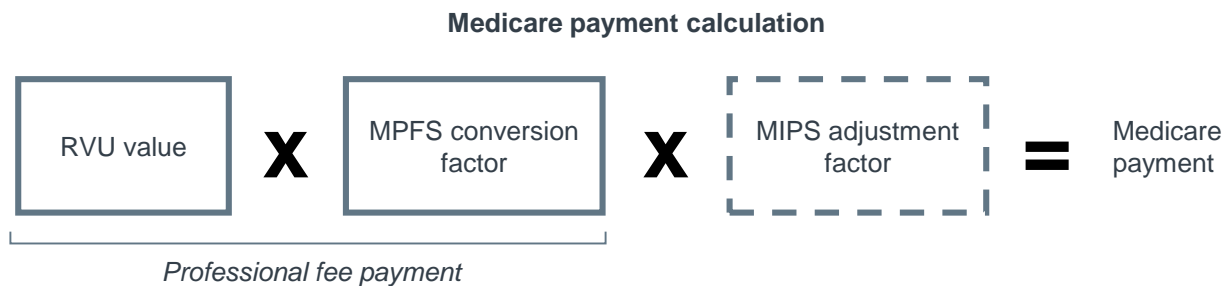 Medicare payment calculation
RVU value
X
MPFS conversion
factor
X
MIPS adjustment
factor
=
Medicare
payment
Professional fee payment